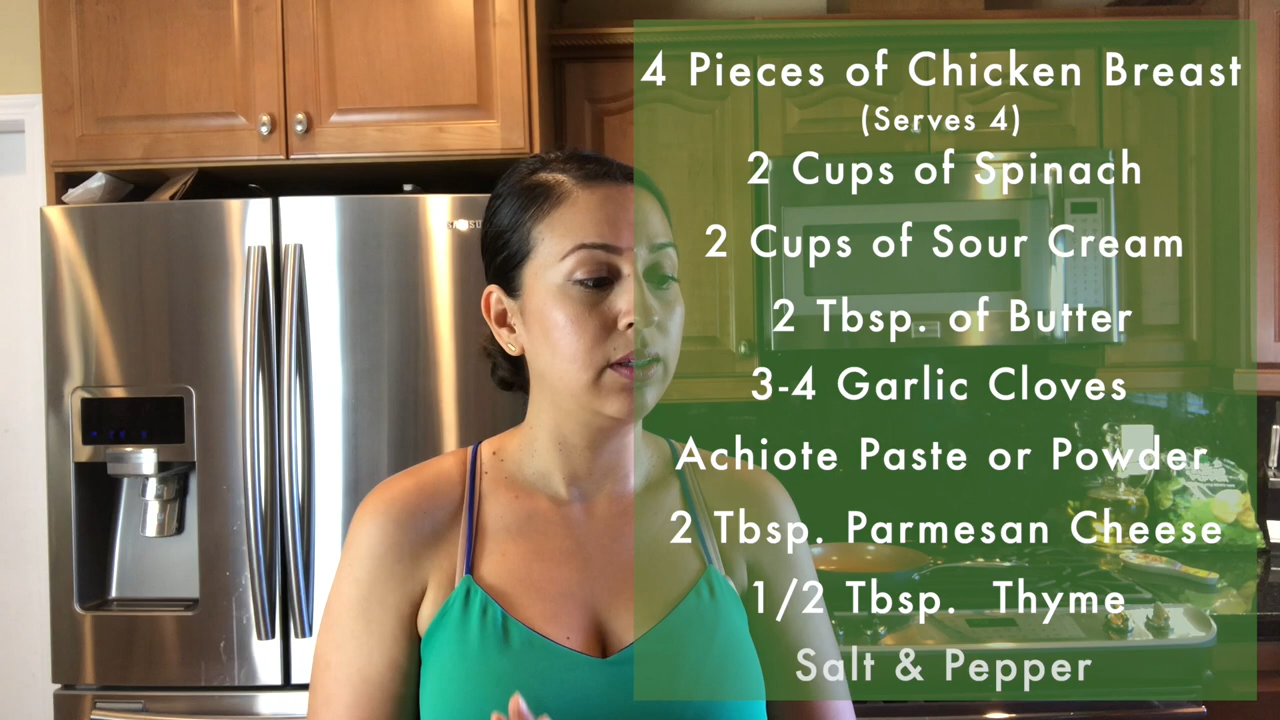 4 Pieces of Chicken Breast
(Serves 4)
2 Cups of Spinach
2 Cups of Sour Cream
2 Tbsp. of Butter
3-4 Garlic Cloves
Achiote Paste or Powder
2 Tbsp. Parmesan Cheese
1/2 Tbsp. Thyme
Salt & Pepper